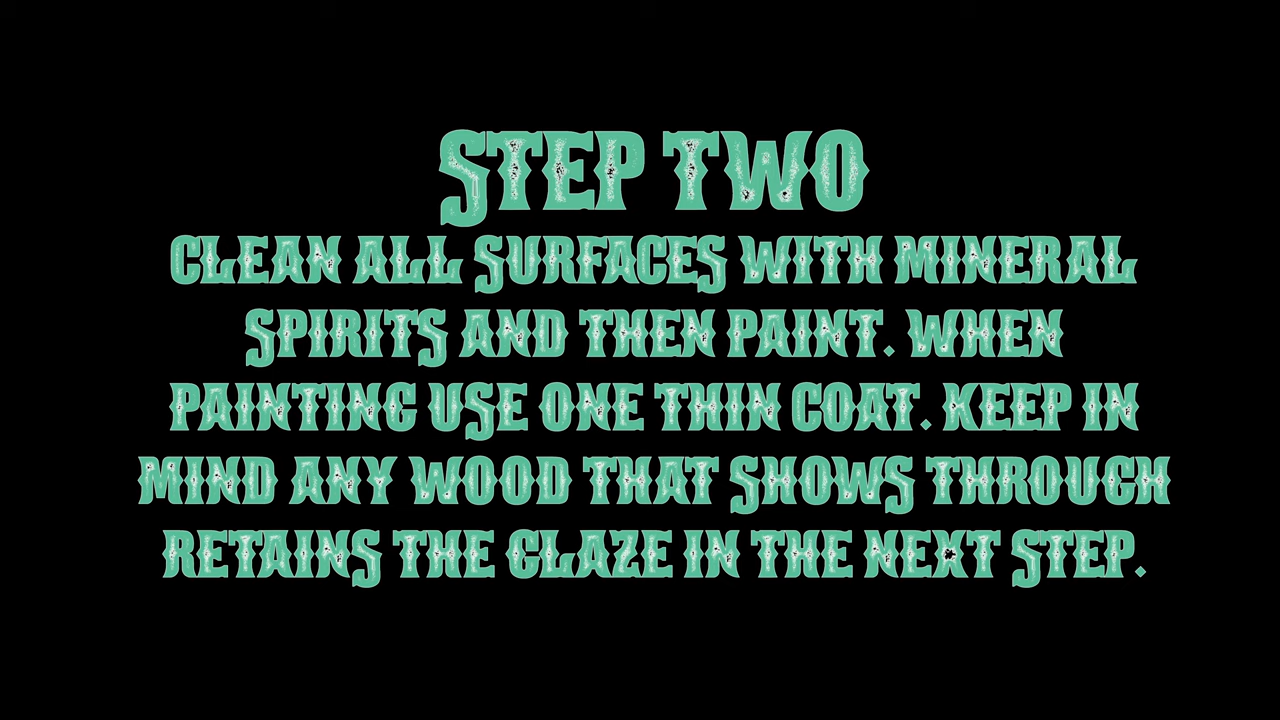 STEP TWO
CLEAN ALL SURFACES WITH MINERAL
SPIRITS AND THEN PAINT. WHEN
PAINTING USE ONE THIN COAT. KEEP IN
MIND ANY WOOD THAT SHOWS THROUGH
RETAINS THE GLAZE IN THE NEXT STEP.